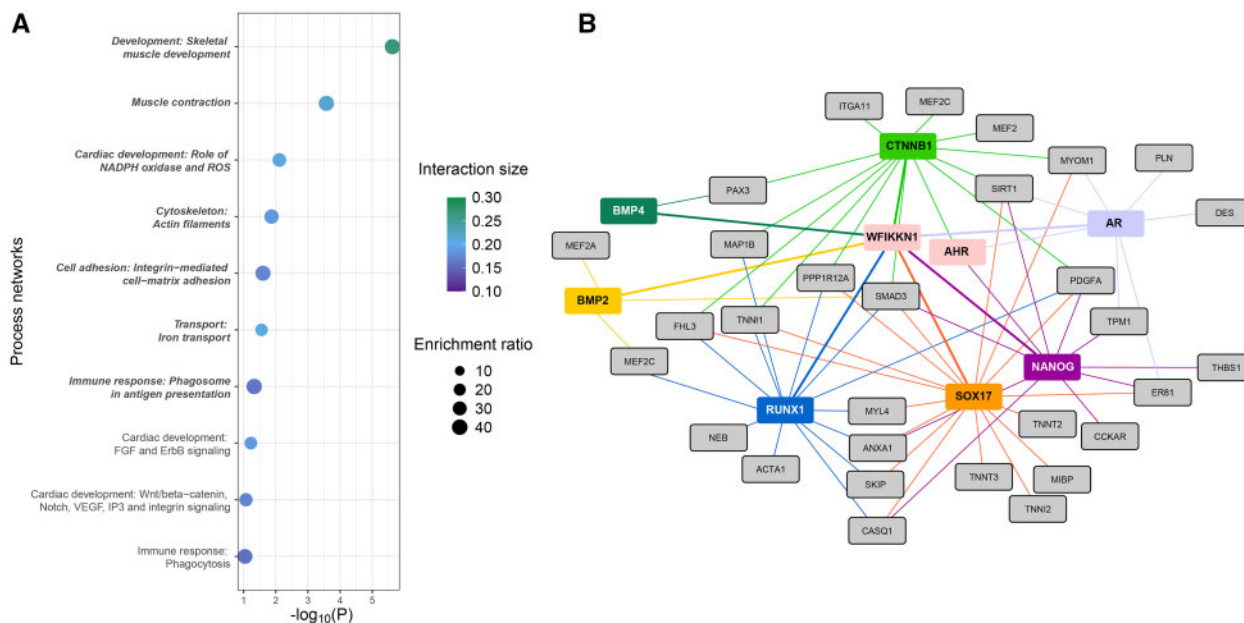 A
Process networks
Development: Skeletal
muscle development
Muscle contraction
Cardiac development: Role of
NADPH oxidase and ROS
Cytoskeleton:
Actin filaments
Cell adhesion: Integrin−mediated
cell−matrix adhesion
Transport:
Iron transport
Immune response: Phagosome
in antigen presentation
Cardiac development:
FGF and ErbB signaling
Cardiac development: Wnt/beta−catenin,
Notch, VEGF, IP3 and integrin signaling
Immune response:
Phagocytosis
1 2 3 4 5
-log10(P)
Interaction size
0.30
0.25
0.20
0.15
0.10
Enrichment ratio
10
20
30
40
B
ITGA11
MEF2C
MEF2
CTNNB1
MYOM1
PLN
PAX3
SIRT1
BMP4
AR
DES
WFIKKN1
MEF2A
MAP1B
AHR
PPP1R12A
PDGFA
BMP2
SMAD3
FHL3
TNNI1
TPM1
MEF2C
NANOG
THBS1
SOX17
ER81
RUNX1
MYL4
NEB
TNNT2
CCKAR
ANXA1
ACTA1
SKIP
TNNT3
MIBP
TNNI2
CASQ1